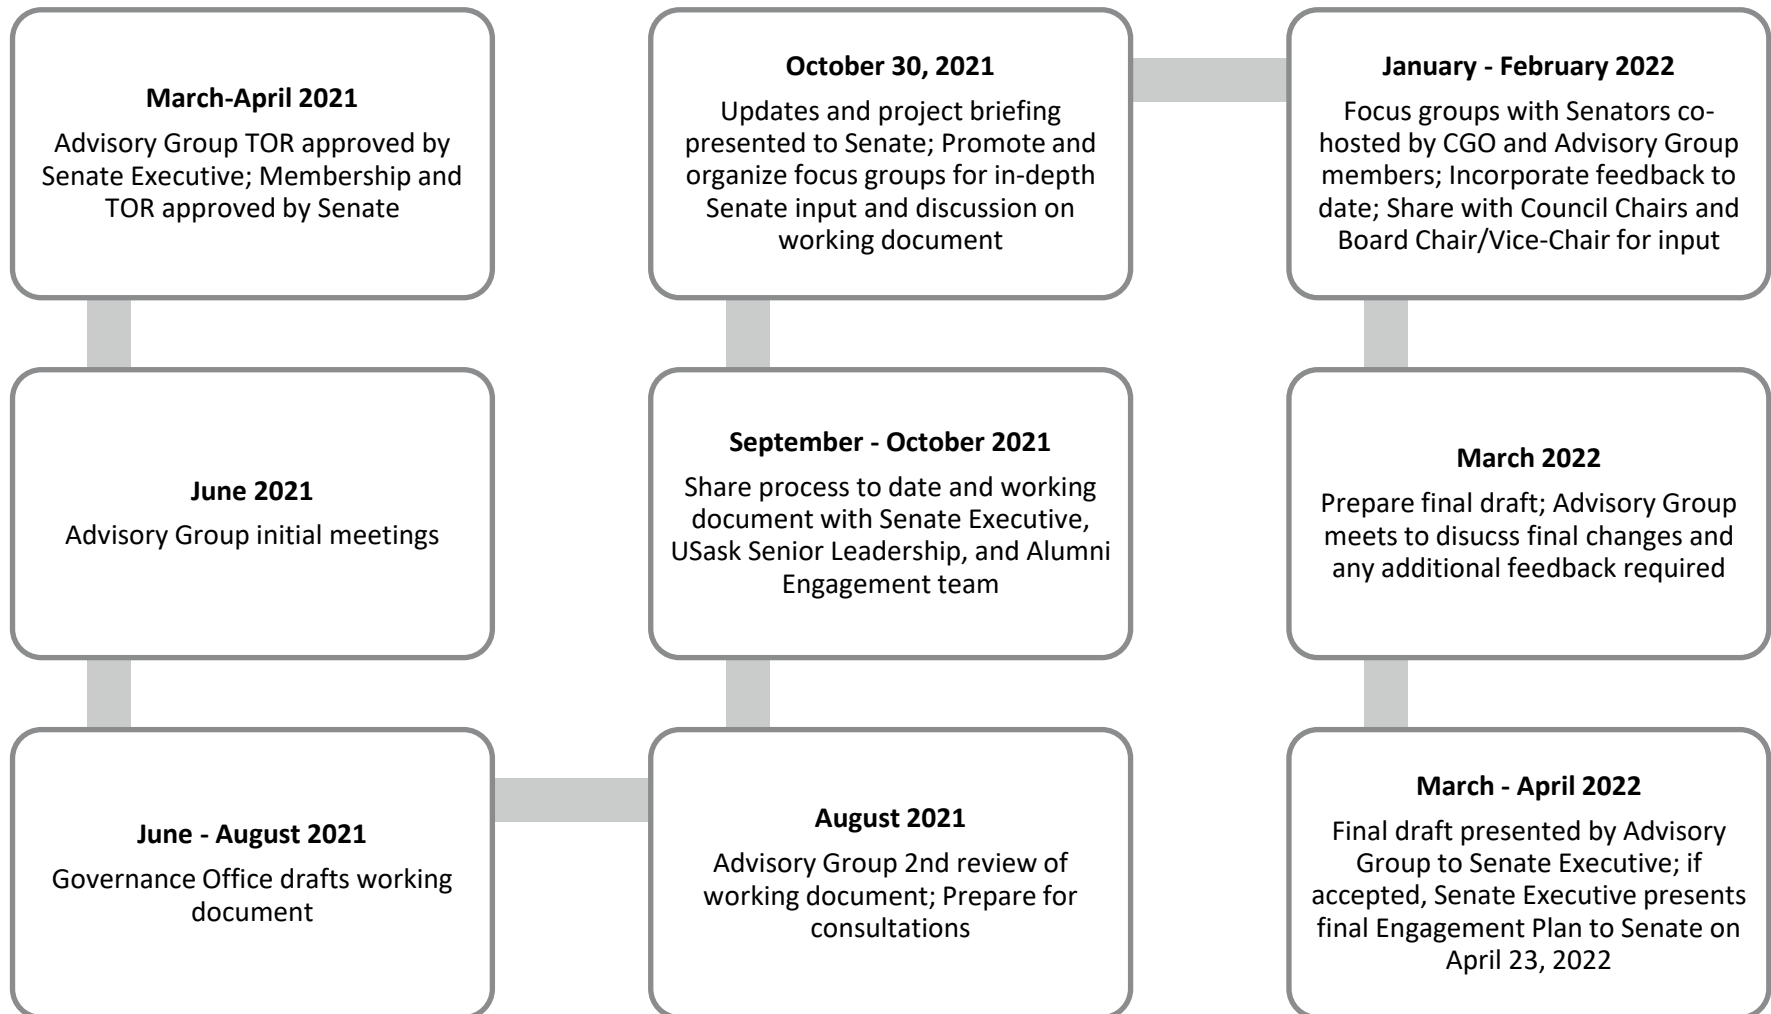 March-April 2021
Advisory Group TOR approved by
Senate Executive; Membership and
TOR approved by Senate
June 2021
Advisory Group initial meetings
June - August 2021
Governance Office drafts working
document
August 2021
Advisory Group 2nd review of
working document; Prepare for
consultations
September - October 2021
Share process to date and working
document with Senate Executive,
USask Senior Leadership, and Alumni
Engagement team
October 30, 2021
Updates and project briefing
presented to Senate; Promote and
organize focus groups for in-depth
Senate input and discussion on
working document
January - February 2022
Focus groups with Senators co-
hosted by CGO and Advisory Group
members; Incorporate feedback to
date; Share with Council Chairs and
Board Chair/Vice-Chair for input
March 2022
Prepare final draft; Advisory Group
meets to disucss final changes and
any additional feedback required
March - April 2022
Final draft presented by Advisory
Group to Senate Executive; if
accepted, Senate Executive presents
final Engagement Plan to Senate on
April 23, 2022